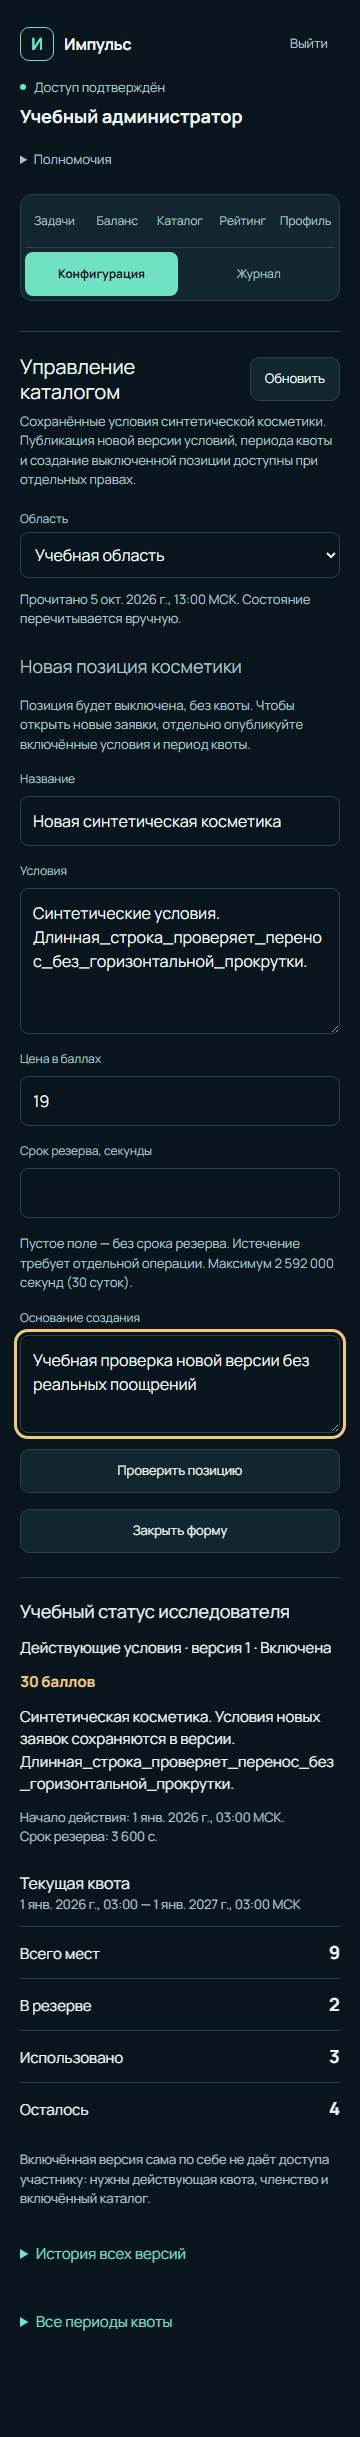 И Импульс Выйти
Доступ подтверждён
Учебный администратор
Полномочия
Задачи Баланс Каталог Рейтинг Профиль
Конфигурация Журнал
Управление
каталогом
Обновить
Сохранённые условия синтетической косметики.
Публикация новой версии условий, периода квоты
и создание выключенной позиции доступны при
отдельных правах.
Область
Учебная область
Прочитано 5 окт. 2026 г., 13:00 МСК. Состояние
перечитывается вручную.
Новая позиция косметики
Позиция будет выключена, без квоты. Чтобы
открыть новые заявки, отдельно опубликуйте
включённые условия и период квоты.
Название
Новая синтетическая косметика
Условия
Синтетические условия.
Длинная_строка_проверяет_перено
с_без_горизонтальной_прокрутки.
Цена в баллах
19
Срок резерва, секунды
Пустое поле — без срока резерва. Истечение
требует отдельной операции. Максимум 2 592 000
секунд (30 суток).
Основание создания
Учебная проверка новой версии без
реальных поощрений
Проверить позицию
Закрыть форму
Учебный статус исследователя
Действующие условия · версия 1 · Включена
30 баллов
Синтетическая косметика. Условия новых
заявок сохраняются в версии.
Длинная_строка_проверяет_перенос_без
_горизонтальной_прокрутки.
Начало действия: 1 янв. 2026 г., 03:00 МСК.
Срок резерва: 3 600 с.
Текущая квота
1 янв. 2026 г., 03:00 — 1 янв. 2027 г., 03:00 МСК
Всего мест 9
В резерве 2
Использовано 3
Осталось 4
Включённая версия сама по себе не даёт доступа
участнику: нужны действующая квота, членство и
включённый каталог.
История всех версий
Все периоды квоты